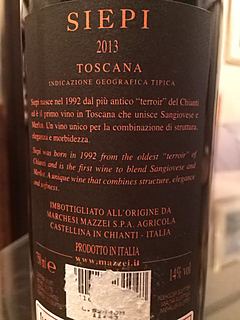 SIEPI
2013
TOSCANA
INDICAZIONE GEOGRAFICA TIPICA
Siepi nasce nel 1992 dal più antico "terroir" del Chianti
ed è il primo vino in Toscana che unisce Sangiovese e
Merlot. Un vino unico per la combinazione di struttura,
eleganza e morbidezza.
Siepi was born in 1992 from the oldest "terroir" of
Chianti and is the first wine to blend Sangiovese and
Merlot. A unique wine that combines structure, elegance
and softness.
IMBOTTIGLIATO ALL'ORIGINE DA
MARCHESI MAZZEI S.P.A. AGRICOLA
CASTELLINA IN CHIANTI - ITALIA
PRODOTTO IN ITALIA
www.mazzei.it
750 ml e
14% vol